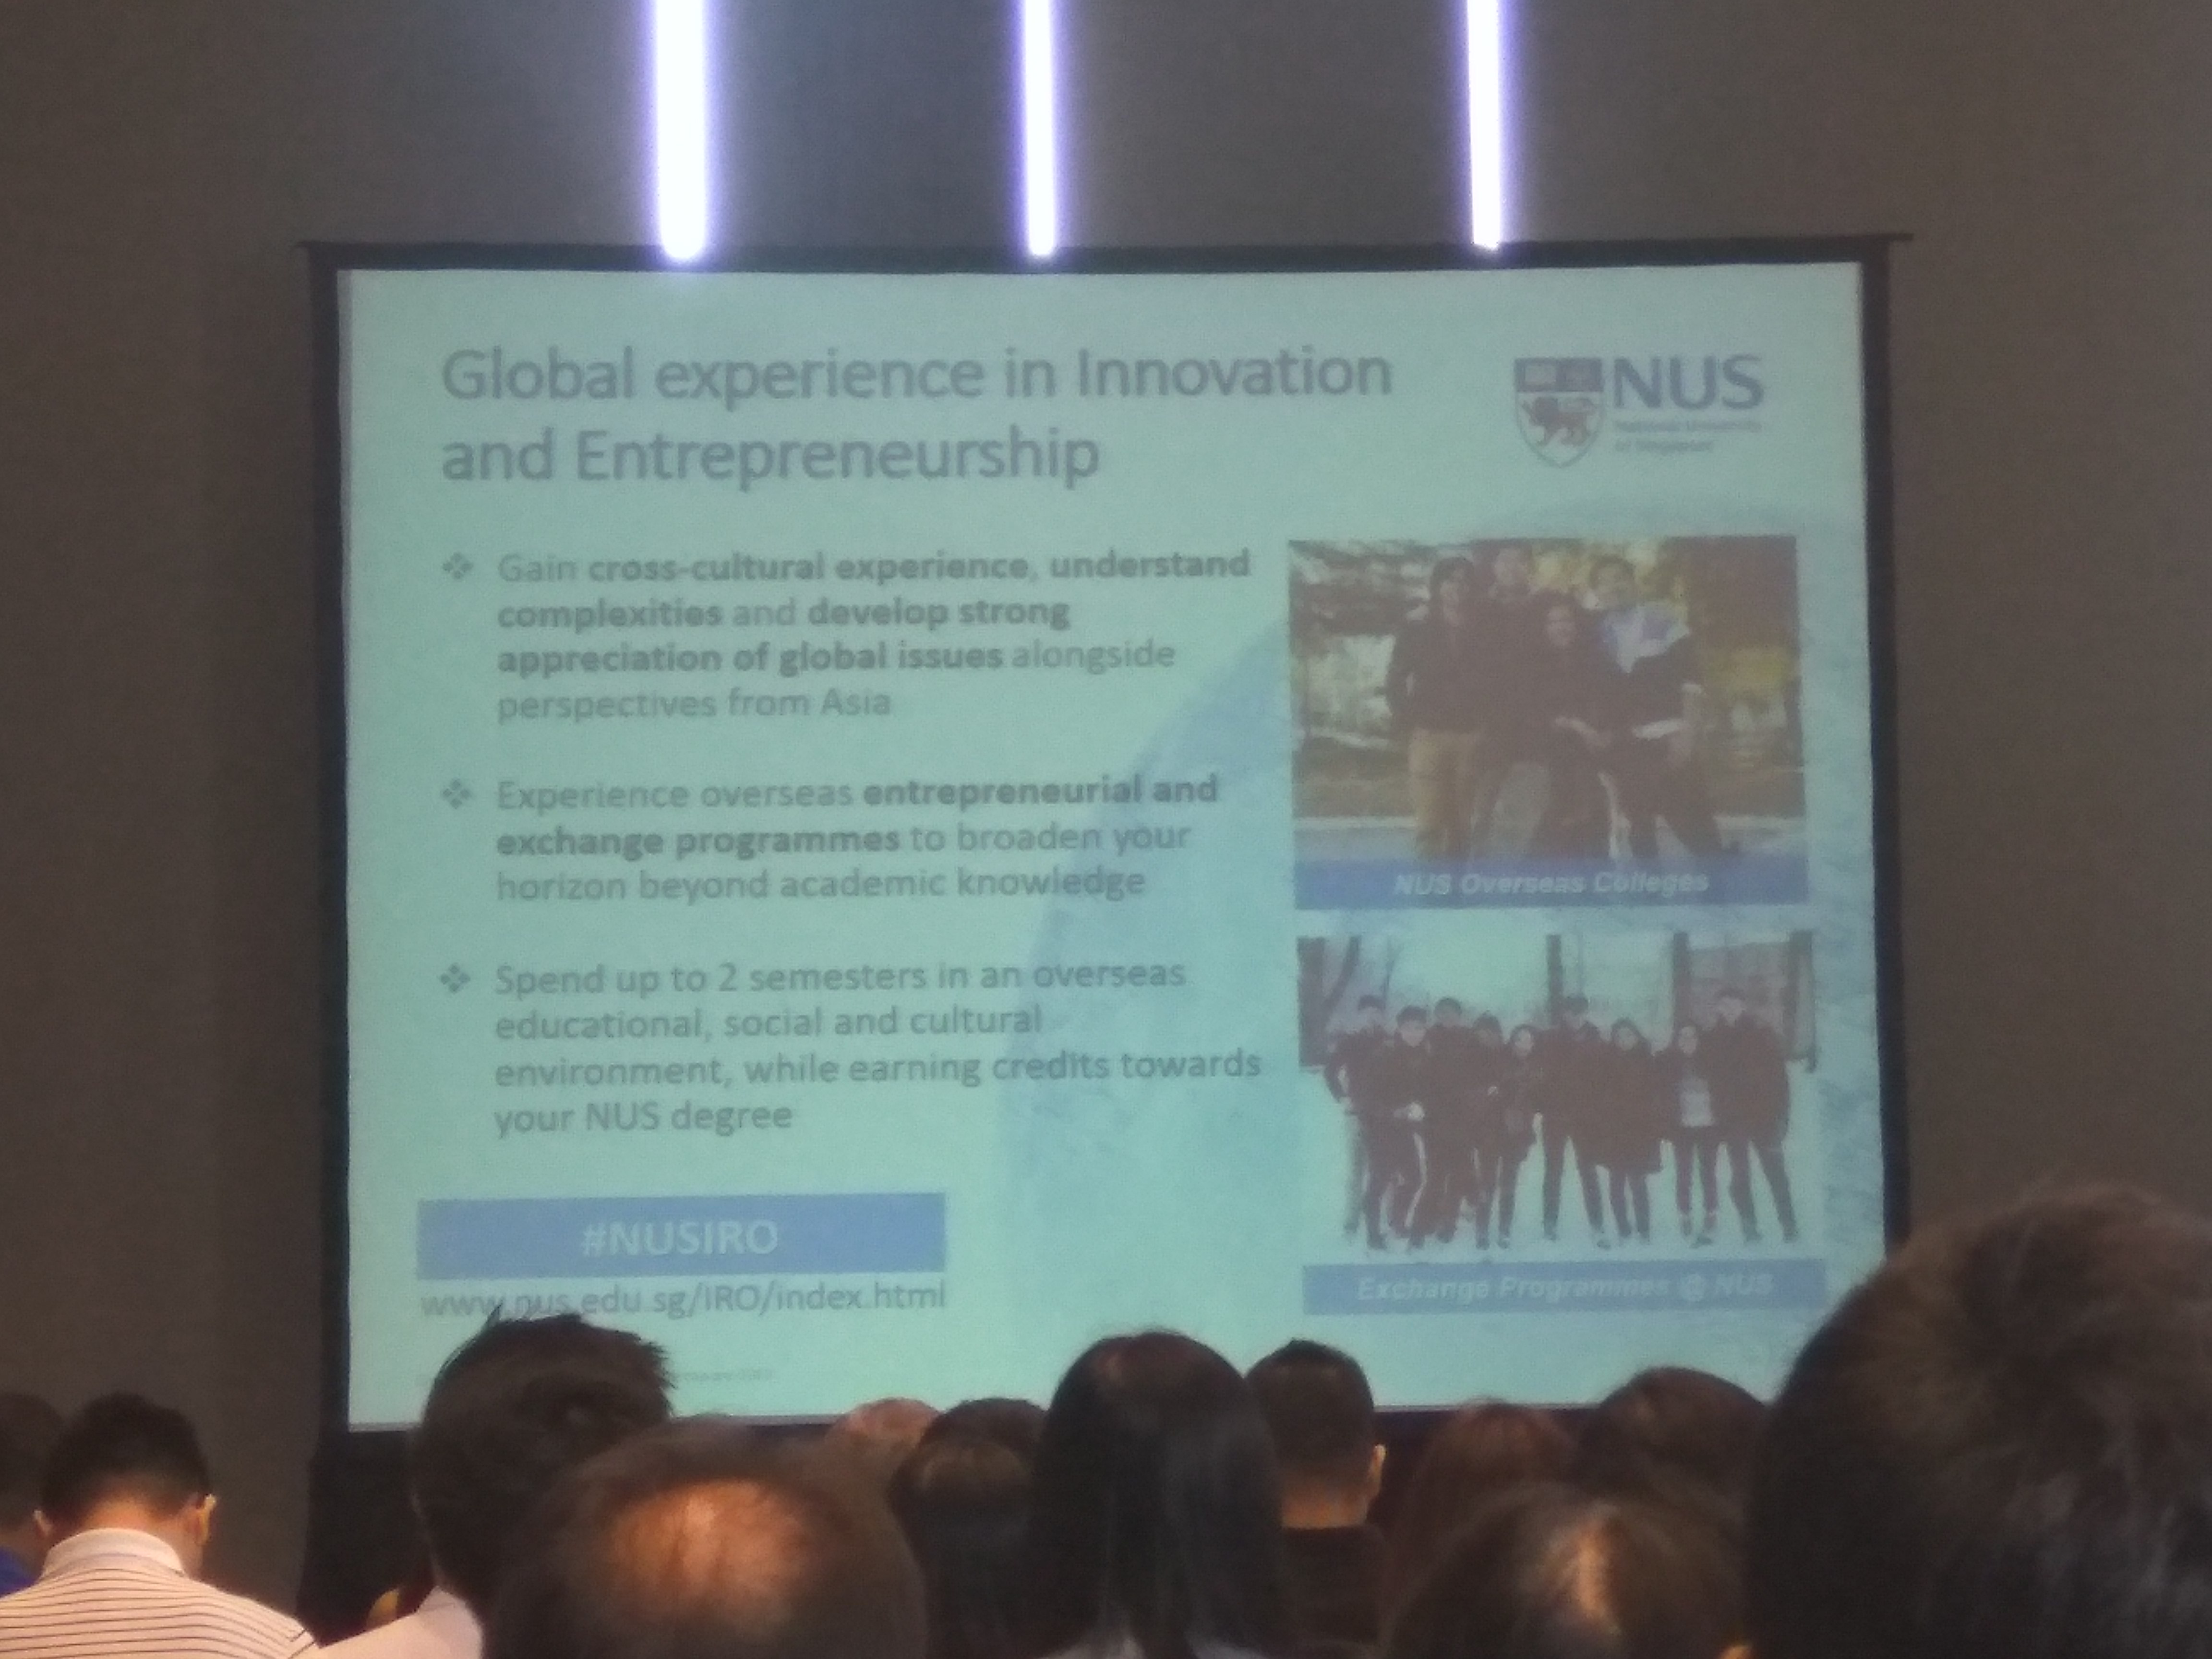 Global experience in Innovation
and Entrepreneurship
NUS
National University
of Singapore
❖ Gain cross-cultural experience, understand
complexities and develop strong
appreciation of global issues alongside
perspectives from Asia
❖ Experience overseas entrepreneurial and
exchange programmes to broaden your
horizon beyond academic knowledge
❖ Spend up to 2 semesters in an overseas
educational, social and cultural
environment, while earning credits towards
your NUS degree
NUS Overseas Colleges
Exchange Programmes @ NUS
#NUSIRO
www.nus.edu.sg/IRO/index.html